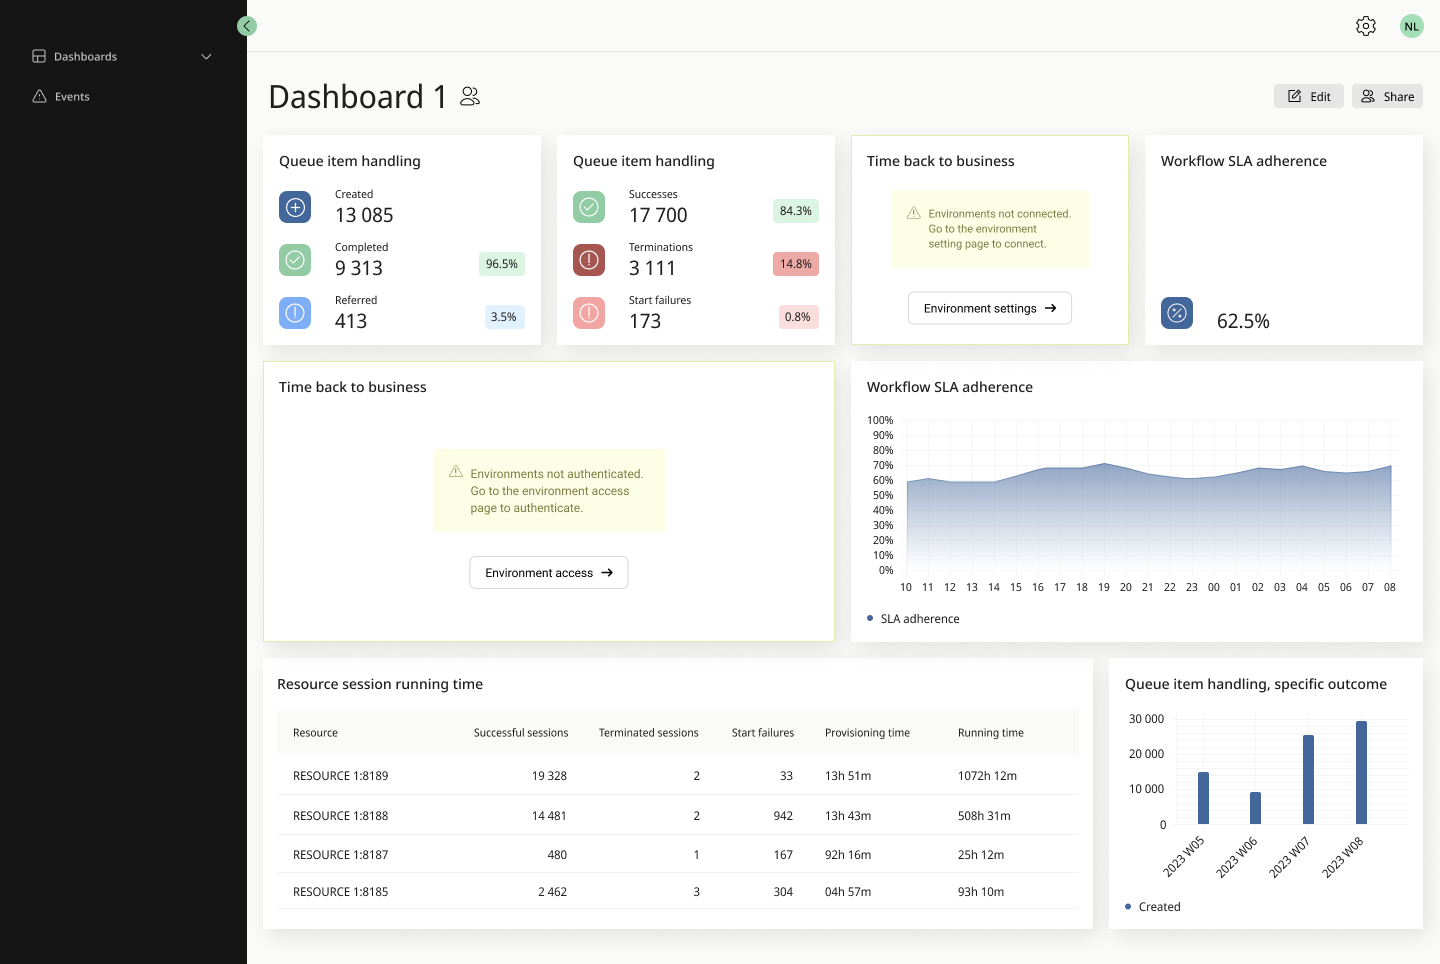 NL
Dashboards
Events
Dashboard 1
Edit
Share
Queue item handling
Created
13 085
Completed
9 313
96.5%
Referred
413
3.5%
Queue item handling
Successes
17 700
84.3%
Terminations
3 111
14.8%
Start failures
173
0.8%
Time back to business
Environments not connected.
Go to the environment
setting page to connect.
Environment settings
Workflow SLA adherence
62.5%
Time back to business
Environments not authenticated.
Go to the environment access
page to authenticate.
Environment access
Workflow SLA adherence
100%
90%
80%
70%
60%
50%
40%
30%
20%
10%
0%
10 11 12 13 14 15 16 17 18 19 20 21 22 23 00 01 02 03 04 05 06 07 08
SLA adherence
Resource session running time
Resource Successful sessions Terminated sessions Start failures Provisioning time Running time
RESOURCE 1:8189 19 328 2 33 13h 51m 1072h 12m
RESOURCE 1:8188 14 481 2 942 13h 43m 508h 31m
RESOURCE 1:8187 480 1 167 92h 16m 25h 12m
RESOURCE 1:8185 2 462 3 304 04h 57m 93h 10m
Queue item handling, specific outcome
30 000
20 000
10 000
0
2023 W05 2023 W06 2023 W07 2023 W08
Created